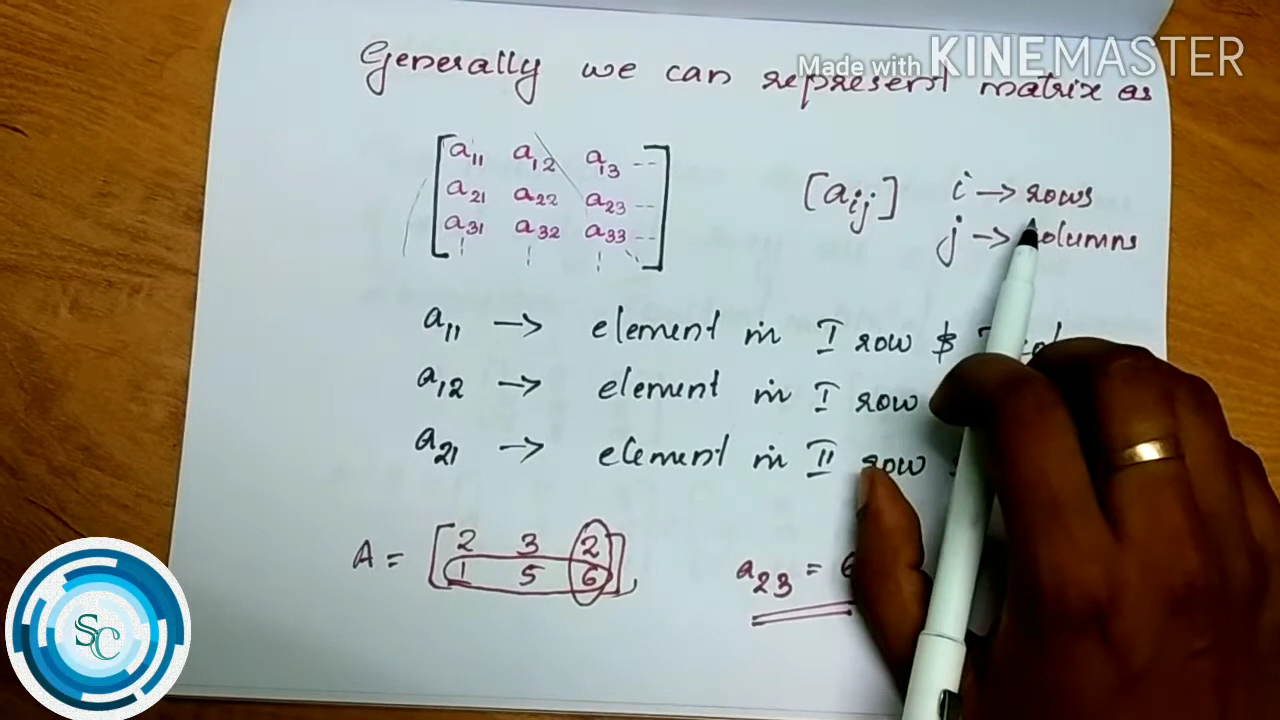 Made with KINEMASTER
Generally we can represent matrix as
a11 a12 a13 --
a21 a22 a23 --
a31 a32 a33 --
[aij]
i → rows
j → columns
a11 → element in I row & I col
a12 → element in I row
a21 → element in II row
A = [2 3 2
1 5 6]
a23 = 6
SC